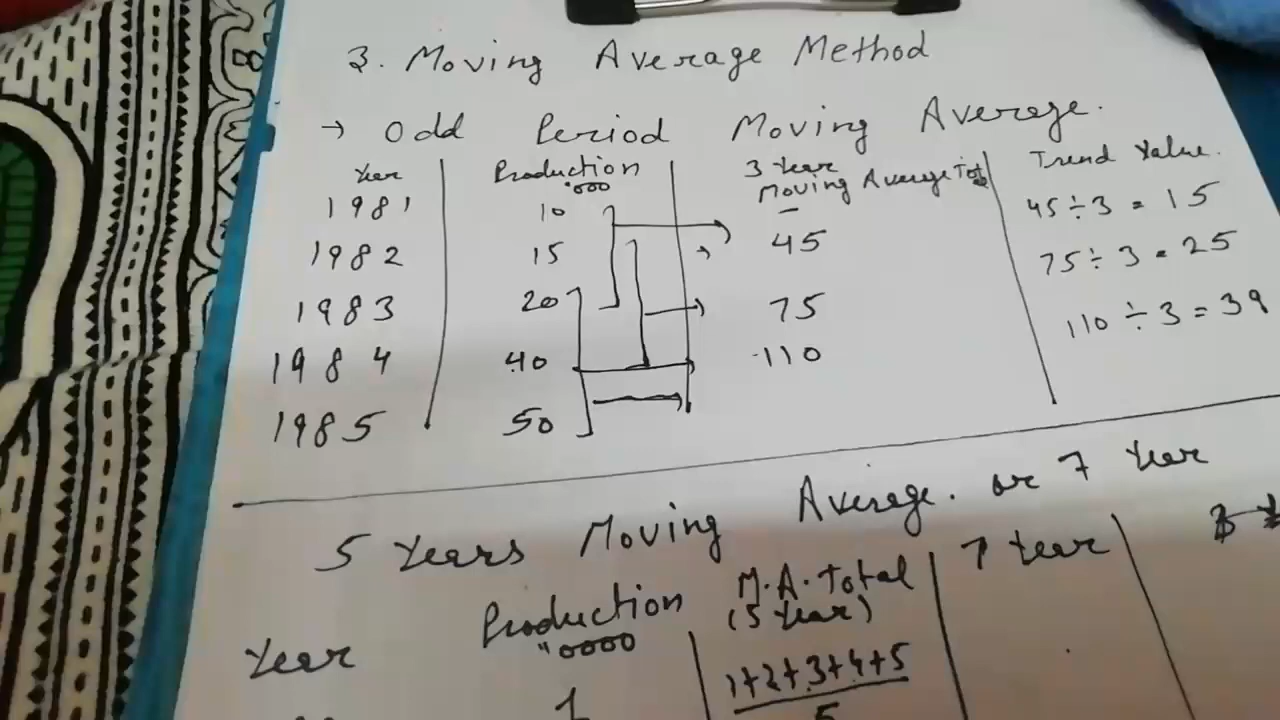 3. Moving Average Method
→ Odd Period Moving Average.
Year Production '000 3 Year Moving Average Total Trend Value.
1981 10 – 45÷3 = 15
1982 15 45 75÷3 = 25
1983 20 75 110÷3 = 39
1984 40 110
1985 50
5 Years Moving Average. or 7 Year
Year Production "0000 M.A. Total (5 Year) 7 Year
1 1+2+3+4+5
5